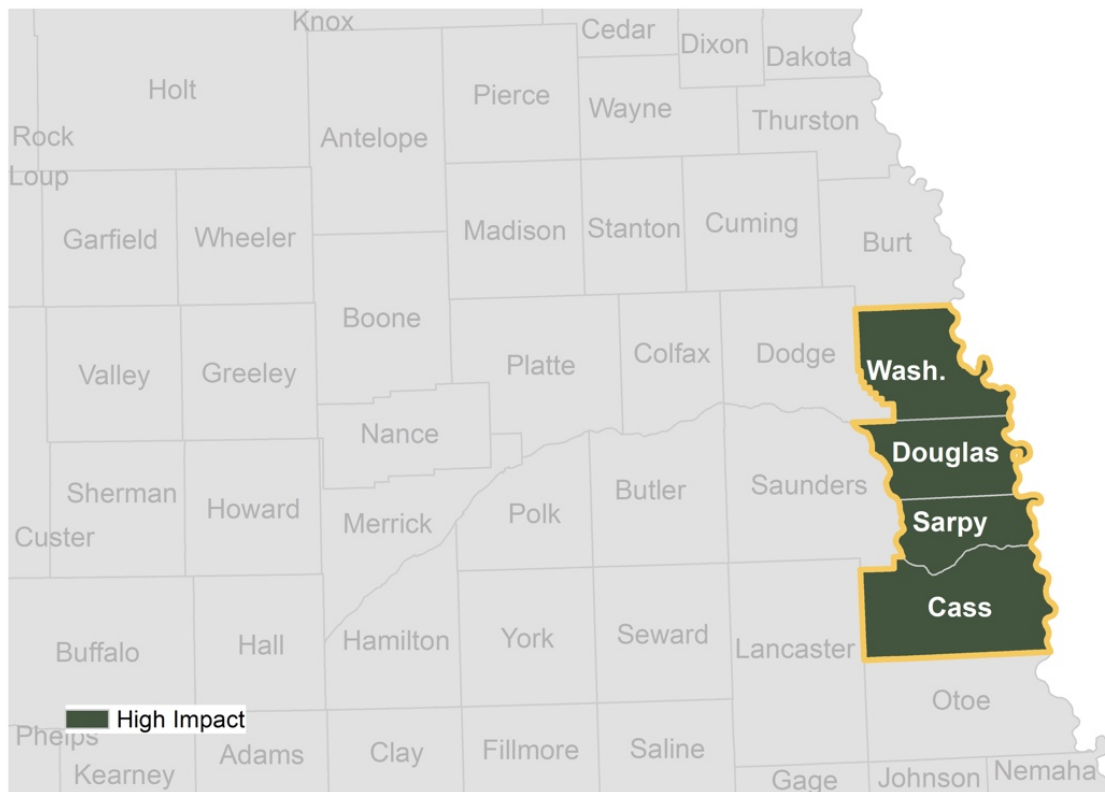 Knox
Cedar
Dixon
Dakota
Holt
Pierce
Wayne
Thurston
Rock
Antelope
Loup
Garfield
Wheeler
Madison
Stanton
Cuming
Burt
Boone
Valley
Greeley
Platte
Colfax
Dodge
Wash.
Nance
Douglas
Sherman
Howard
Merrick
Polk
Butler
Saunders
Sarpy
Custer
Cass
Buffalo
Hall
Hamilton
York
Seward
Lancaster
Otoe
High Impact
Phelps
Kearney
Adams
Clay
Fillmore
Saline
Gage
Johnson
Nemaha